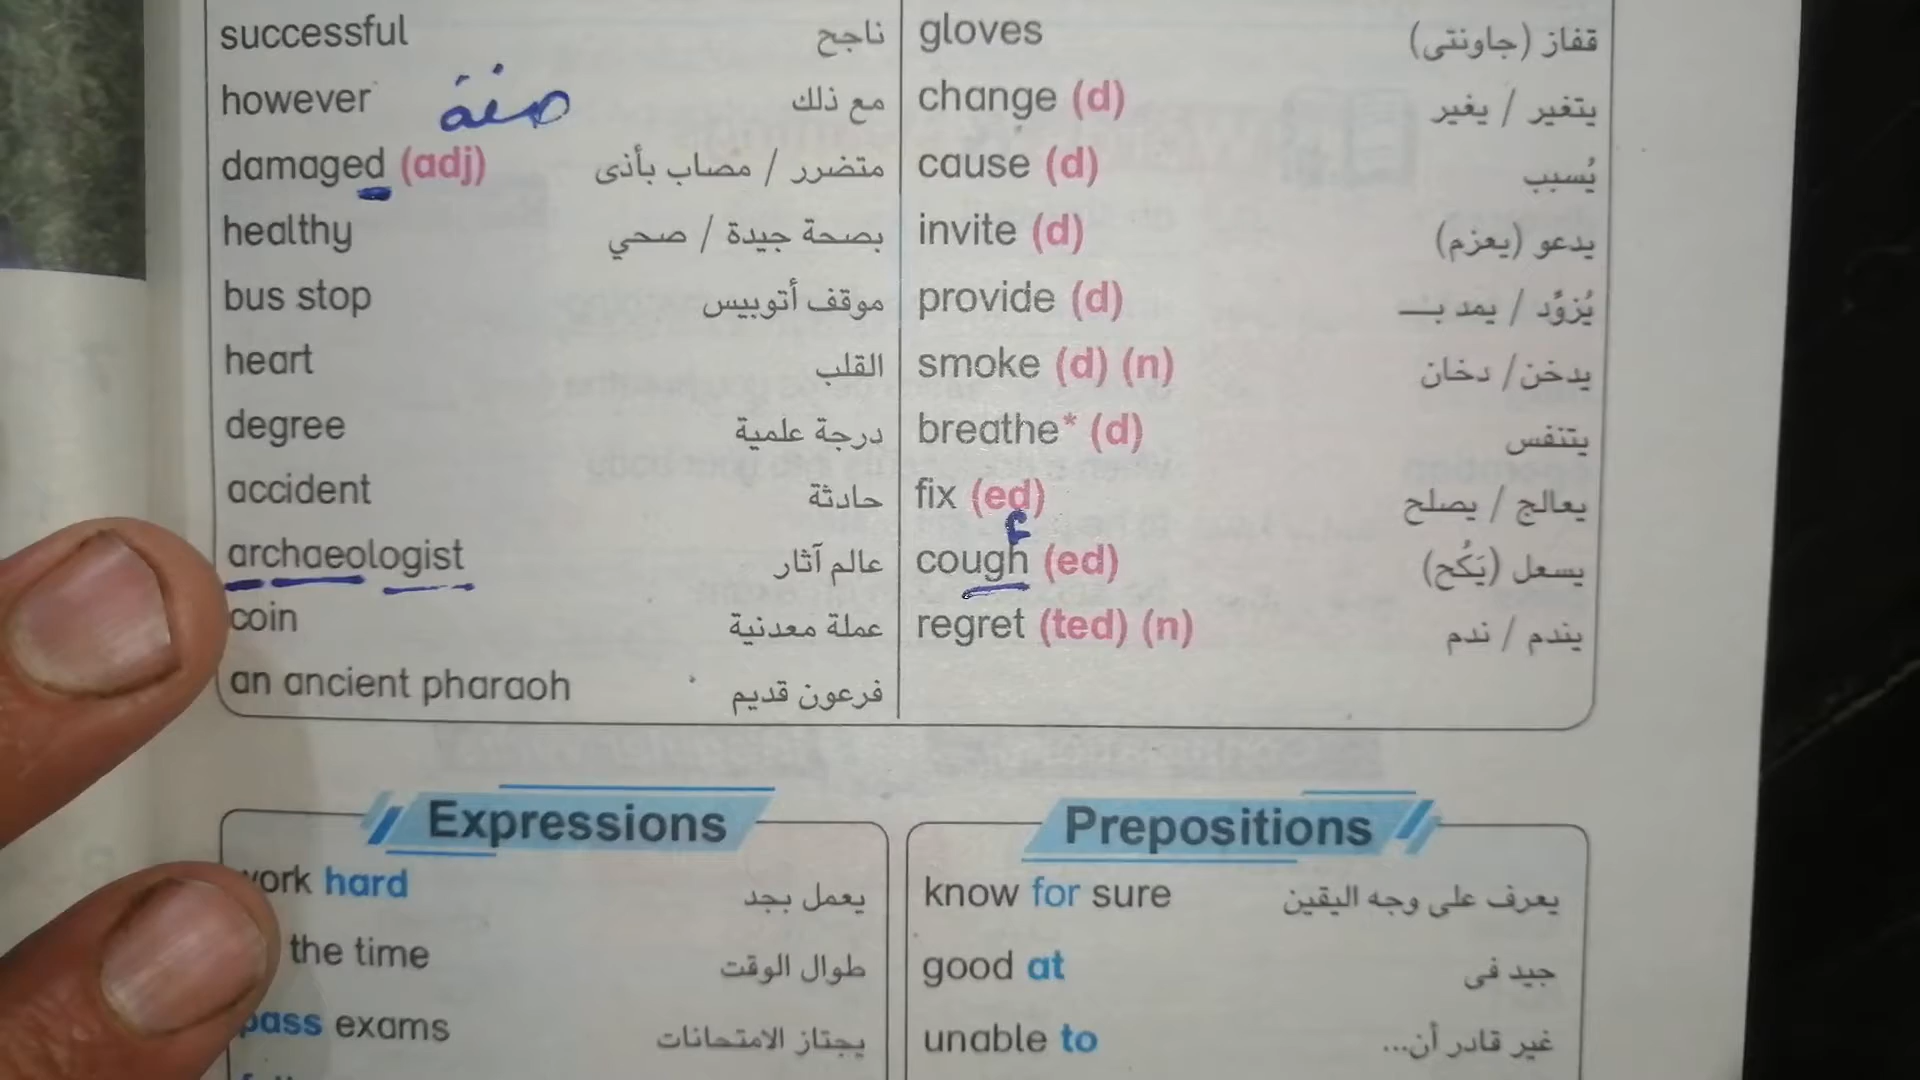 successful ناجح
however صفة مع ذلك
damaged (adj) متضرر / مصاب بأذى
healthy بصحة جيدة / صحي
bus stop موقف أتوبيس
heart القلب
degree درجة علمية
accident حادثة
archaeologist عالم آثار
coin عملة معدنية
an ancient pharaoh فرعون قديم
gloves قفاز (جاونتى)
change (d) يتغير / يغير
cause (d) يُسبب
invite (d) يدعو (يعزم)
provide (d) يُزوِّد / يمد بـــ
smoke (d) (n) يدخن/ دخان
breathe* (d) يتنفس
fix (ed) يعالج / يصلح
f
cough (ed) يسعل (يَكُح)
regret (ted) (n) يندم / ندم
Expressions
work hard يعمل بجد
the time طوال الوقت
pass exams يجتاز الامتحانات
Prepositions
know for sure يعرف على وجه اليقين
good at جيد فى
unable to غير قادر أن...